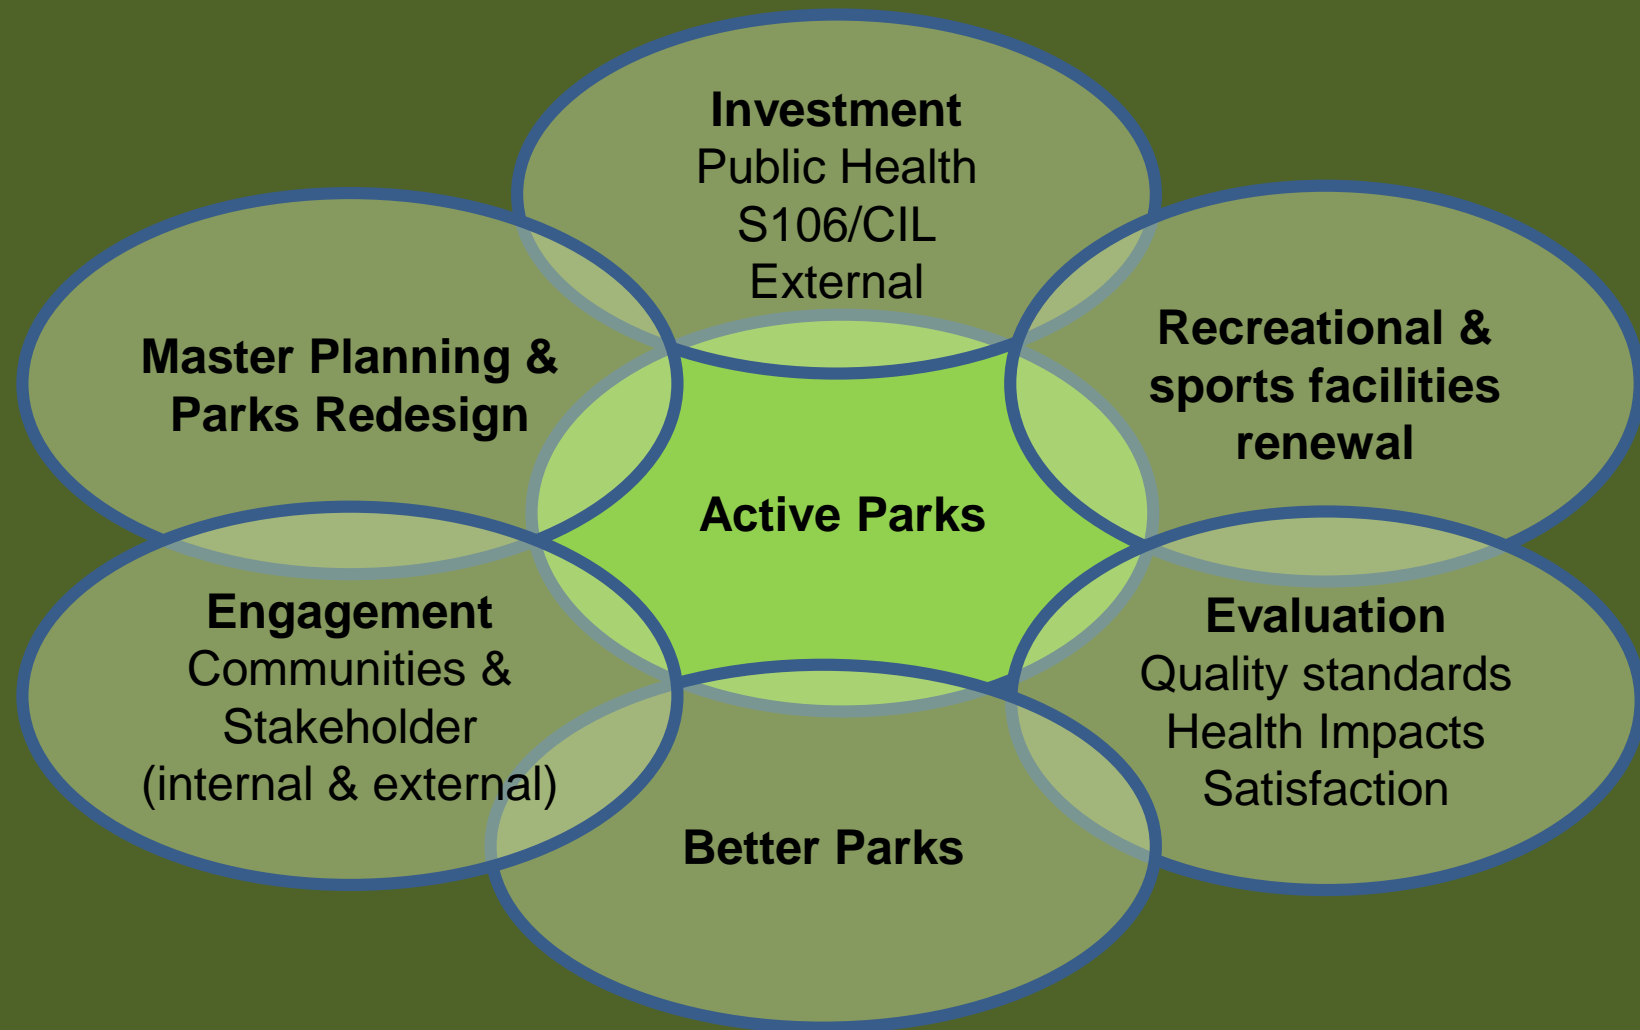 Investment
Public Health
S106/CIL
External
Master Planning &
Parks Redesign
Recreational &
sports facilities
renewal
Active Parks
Engagement
Communities &
Stakeholder
(internal & external)
Evaluation
Quality standards
Health Impacts
Satisfaction
Better Parks